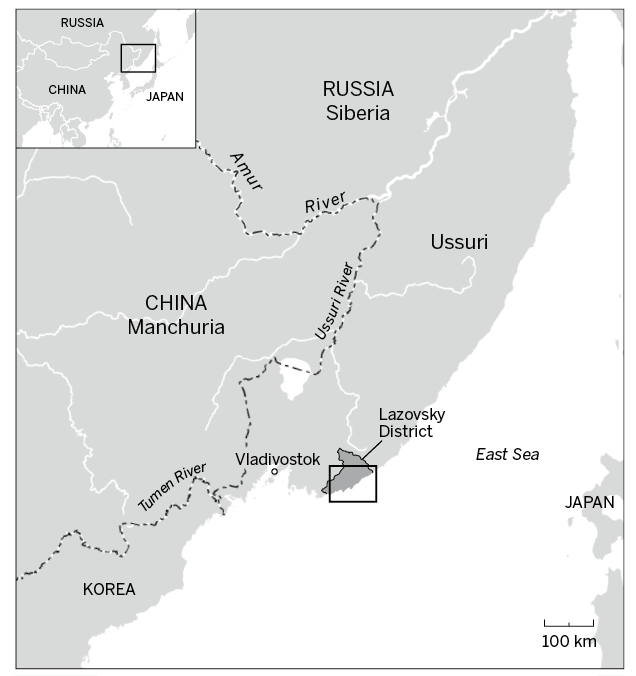 RUSSIA
CHINA
JAPAN
RUSSIA
Siberia
Amur
River
Ussuri
Ussuri River
CHINA
Manchuria
Lazovsky
District
East Sea
Vladivostok
Tumen River
JAPAN
KOREA
100 km